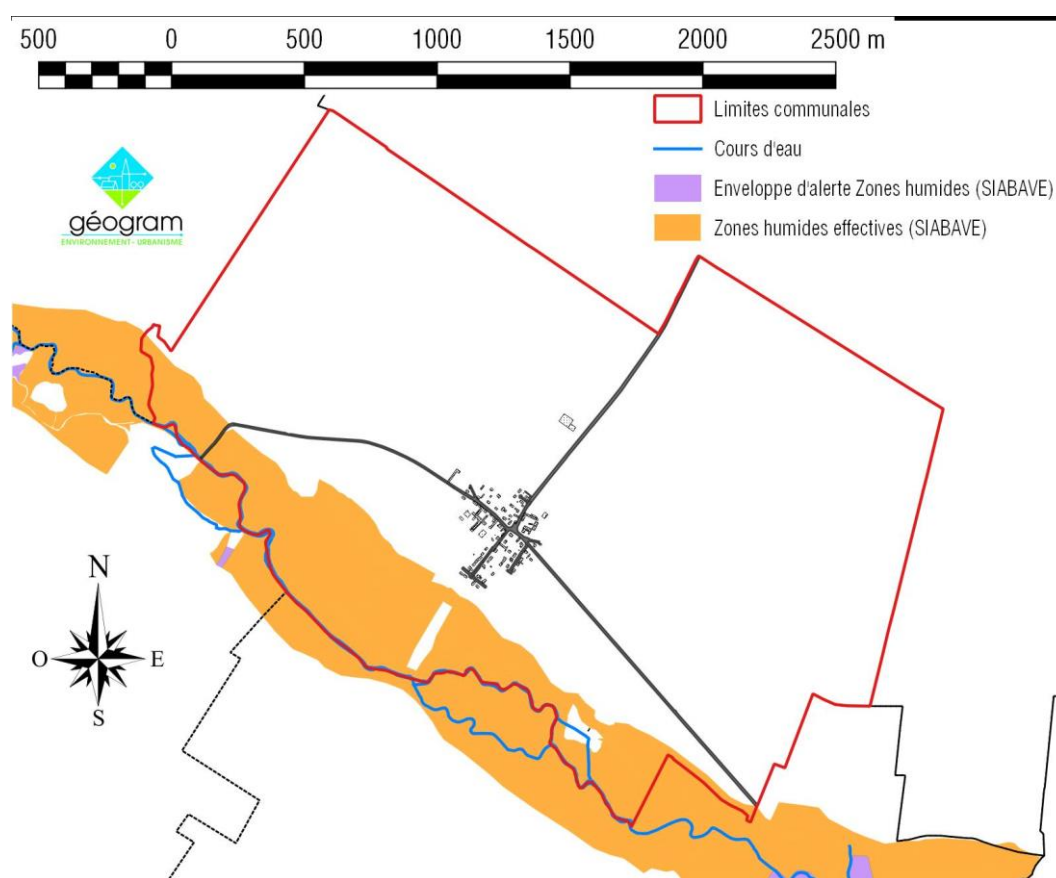 500 0 500 1000 1500 2000 2500 m
Limites communales
Cours d'eau
Enveloppe d'alerte Zones humides (SIABAVE)
Zones humides effectives (SIABAVE)
géogram
ENVIRONNEMENT - URBANISME
N
O E
S